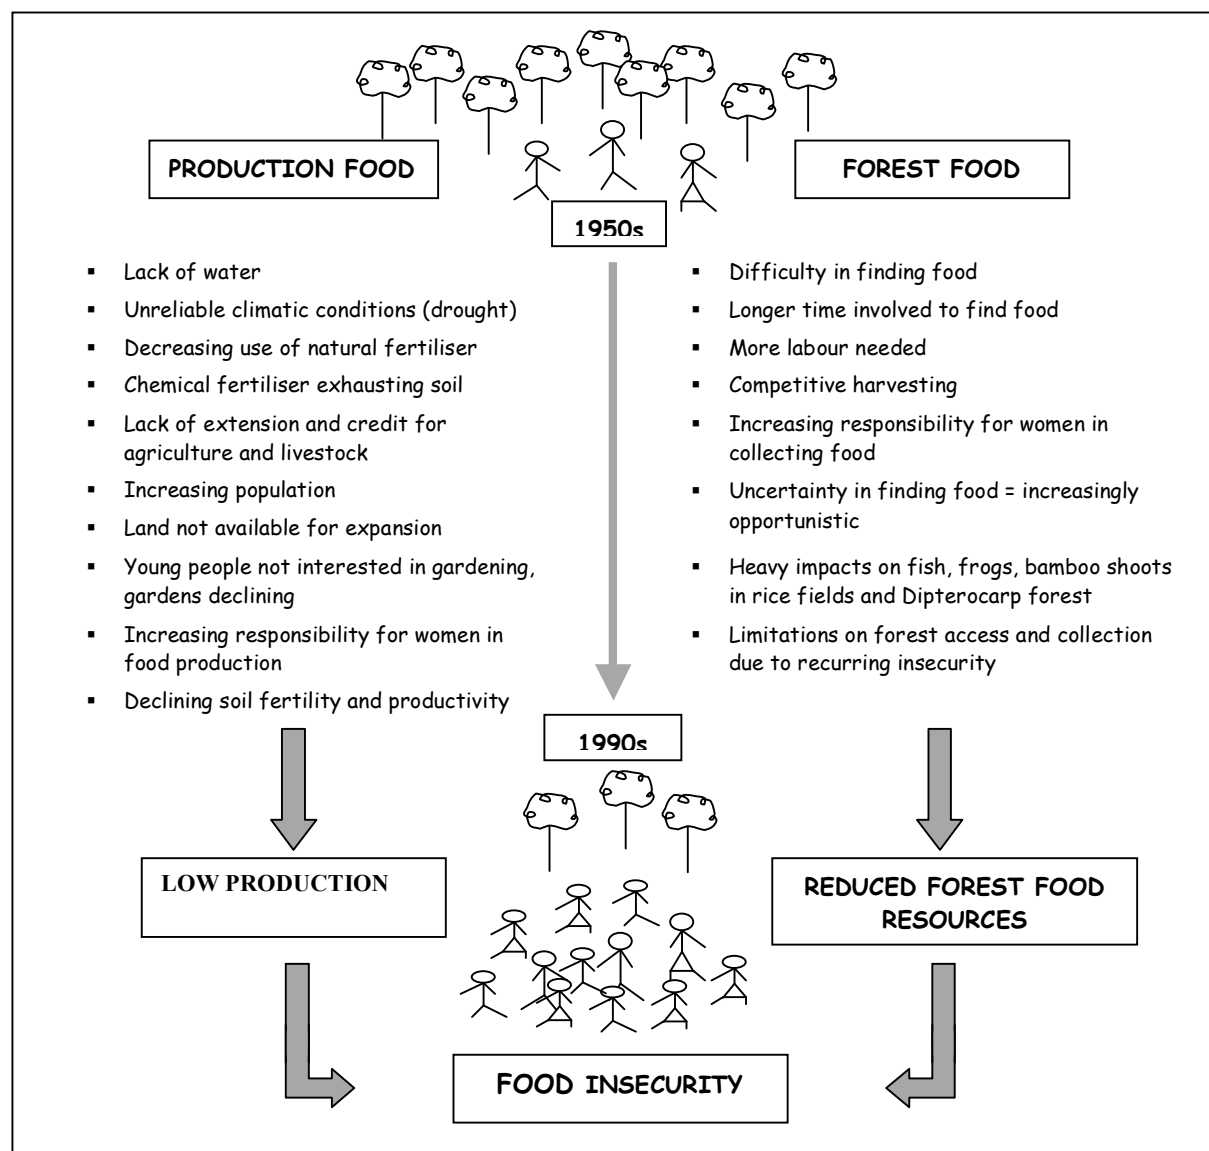 PRODUCTION FOOD
FOREST FOOD
1950s
▪ Lack of water
▪ Unreliable climatic conditions (drought)
▪ Decreasing use of natural fertiliser
▪ Chemical fertiliser exhausting soil
▪ Lack of extension and credit for
agriculture and livestock
▪ Increasing population
▪ Land not available for expansion
▪ Young people not interested in gardening,
gardens declining
▪ Increasing responsibility for women in
food production
▪ Declining soil fertility and productivity
▪ Difficulty in finding food
▪ Longer time involved to find food
▪ More labour needed
▪ Competitive harvesting
▪ Increasing responsibility for women in
collecting food
▪ Uncertainty in finding food = increasingly
opportunistic
▪ Heavy impacts on fish, frogs, bamboo shoots
in rice fields and Dipterocarp forest
▪ Limitations on forest access and collection
due to recurring insecurity
1990s
LOW PRODUCTION
REDUCED FOREST FOOD
RESOURCES
FOOD INSECURITY